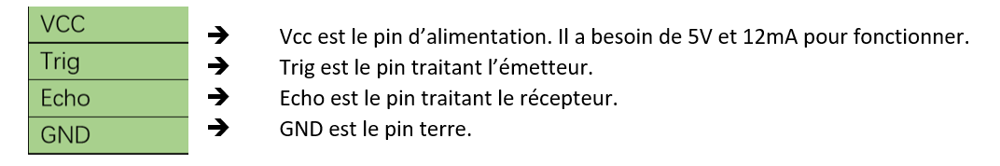 VCC → Vcc est le pin d’alimentation. Il a besoin de 5V et 12mA pour fonctionner.
Trig → Trig est le pin traitant l’émetteur.
Echo → Echo est le pin traitant le récepteur.
GND → GND est le pin terre.